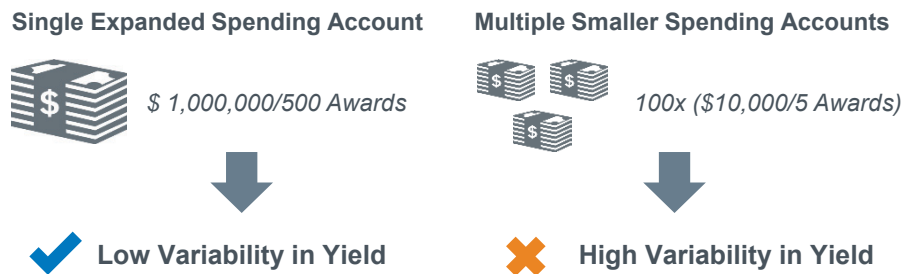 Single Expanded Spending Account
$ 1,000,000/500 Awards
Low Variability in Yield
Multiple Smaller Spending Accounts
100x ($10,000/5 Awards)
High Variability in Yield